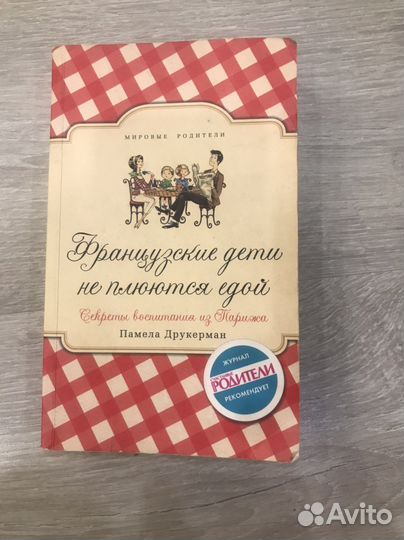 МИРОВЫЕ РОДИТЕЛИ
Французские дети
не плюются едой
Секреты воспитания из Парижа
Памела Друкерман
ЖУРНАЛ
РОДИТЕЛИ
РЕКОМЕНДУЕТ
Avito